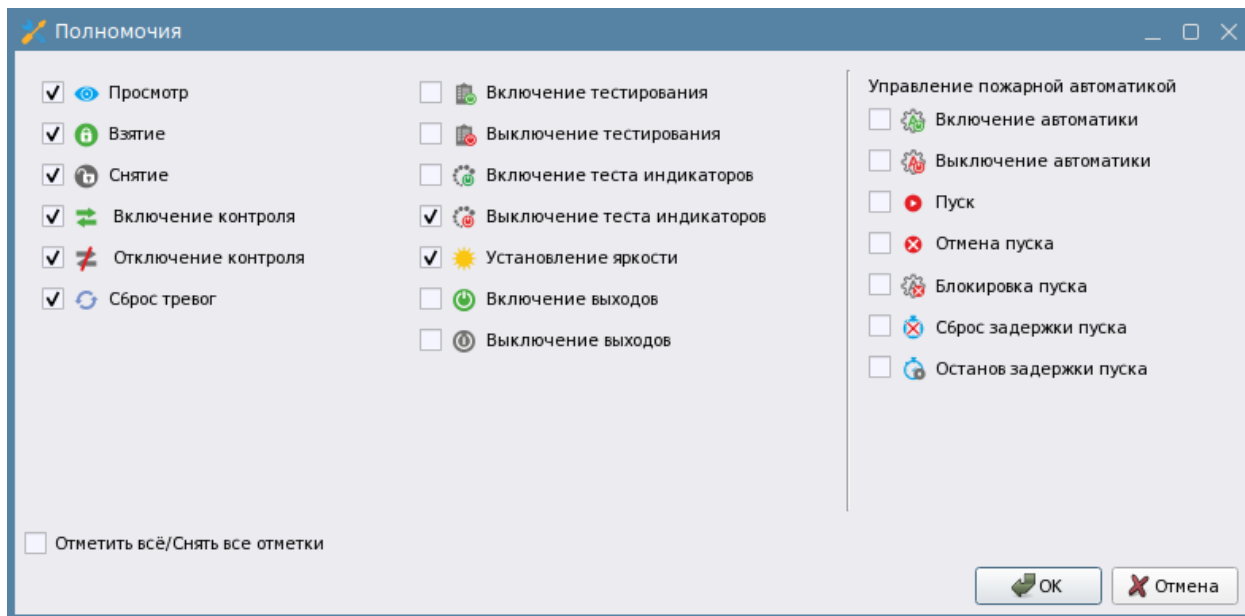 Полномочия
Просмотр
Взятие
Снятие
Включение контроля
Отключение контроля
Сброс тревог
Включение тестирования
Выключение тестирования
Включение теста индикаторов
Выключение теста индикаторов
Установление яркости
Включение выходов
Выключение выходов
Управление пожарной автоматикой
Включение автоматики
Выключение автоматики
Пуск
Отмена пуска
Блокировка пуска
Сброс задержки пуска
Останов задержки пуска
Отметить всё/Снять все отметки
ОК
Отмена